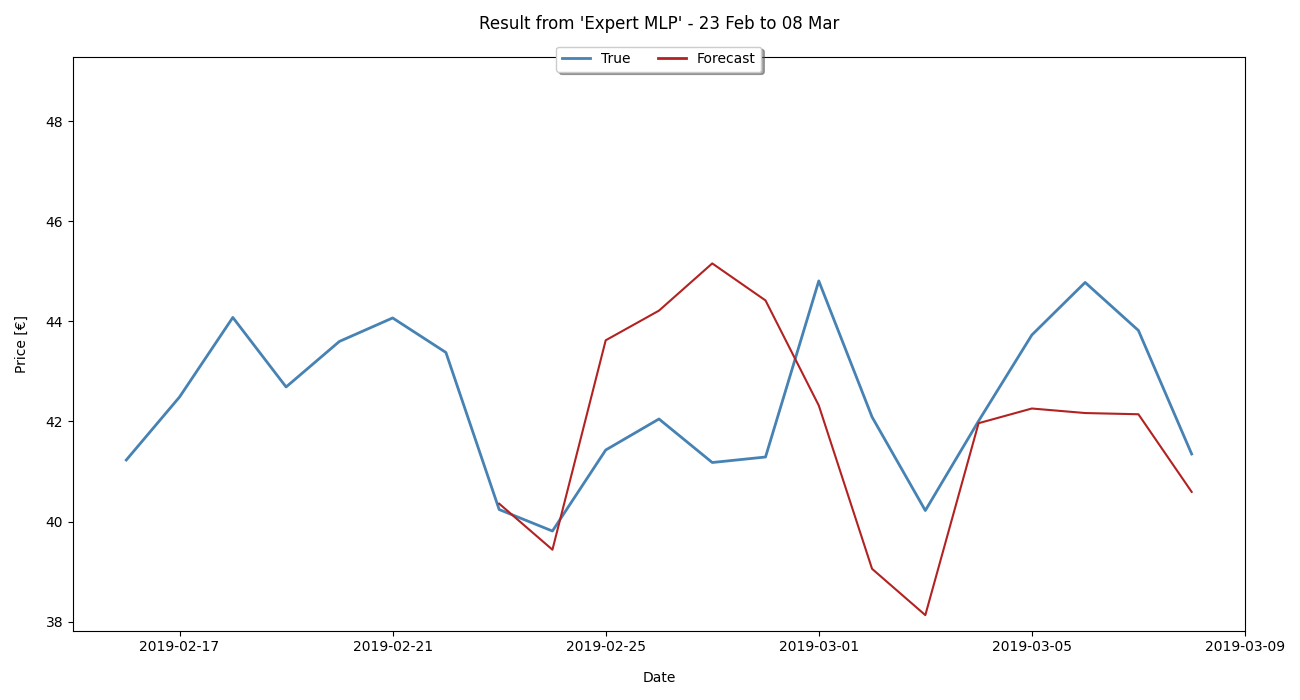 Result from 'Expert MLP' - 23 Feb to 08 Mar
True Forecast
48
46
44
42
40
38
Price [€]
2019-02-17 2019-02-21 2019-02-25 2019-03-01 2019-03-05 2019-03-09
Date